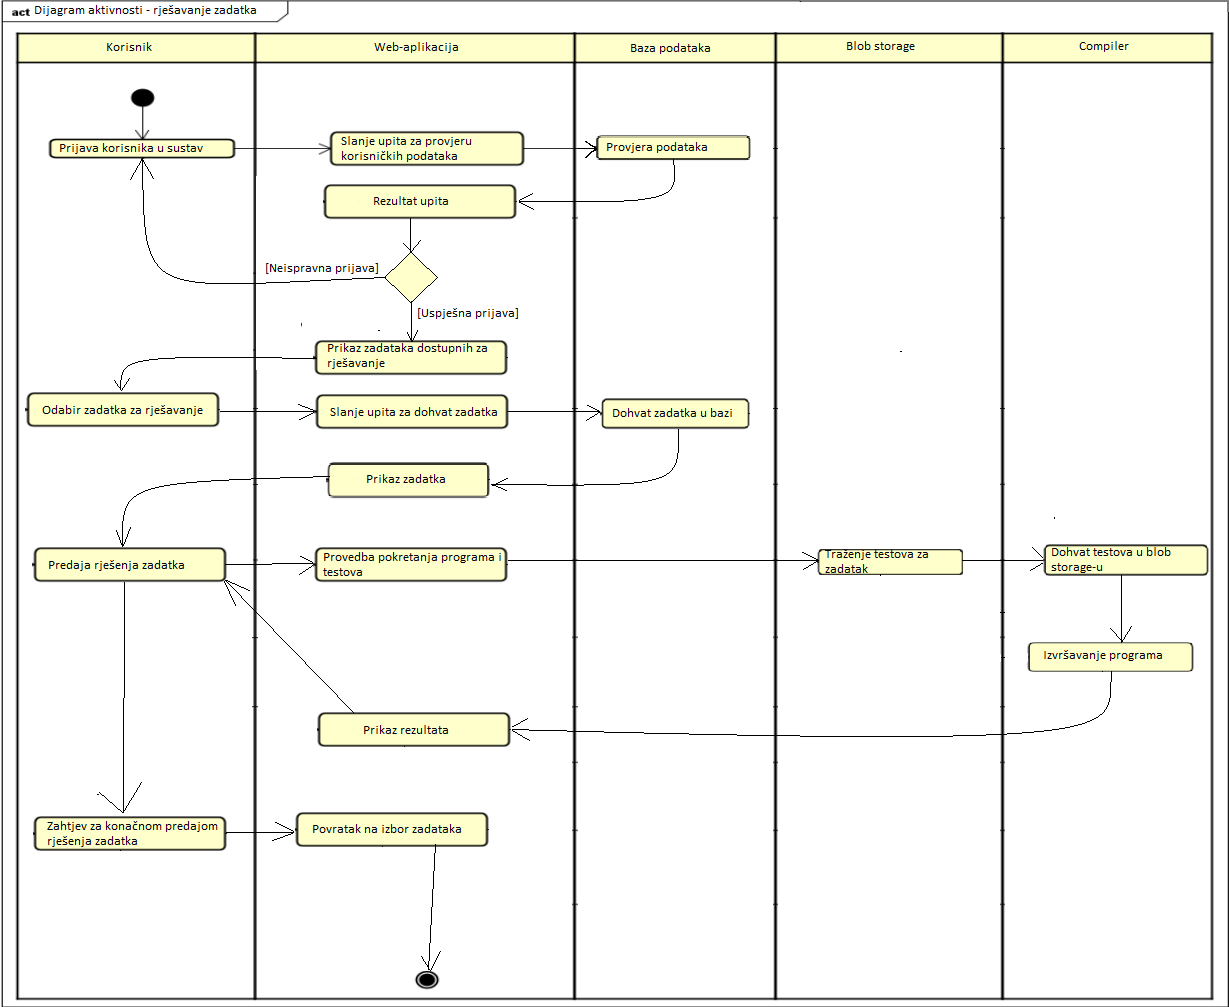 act Dijagram aktivnosti - rješavanje zadatka
Korisnik
Web-aplikacija
Baza podataka
Blob storage
Compiler
Prijava korisnika u sustav
Slanje upita za provjeru
korisničkih podataka
Provjera podataka
Rezultat upita
[Neispravna prijava]
[Uspješna prijava]
Prikaz zadataka dostupnih za
rješavanje
Odabir zadatka za rješavanje
Slanje upita za dohvat zadatka
Dohvat zadatka u bazi
Prikaz zadatka
Predaja rješenja zadatka
Provedba pokretanja programa i
testova
Traženje testova za
zadatak
Dohvat testova u blob
storage-u
Izvršavanje programa
Prikaz rezultata
Zahtjev za konačnom predajom
rješenja zadatka
Povratak na izbor zadataka